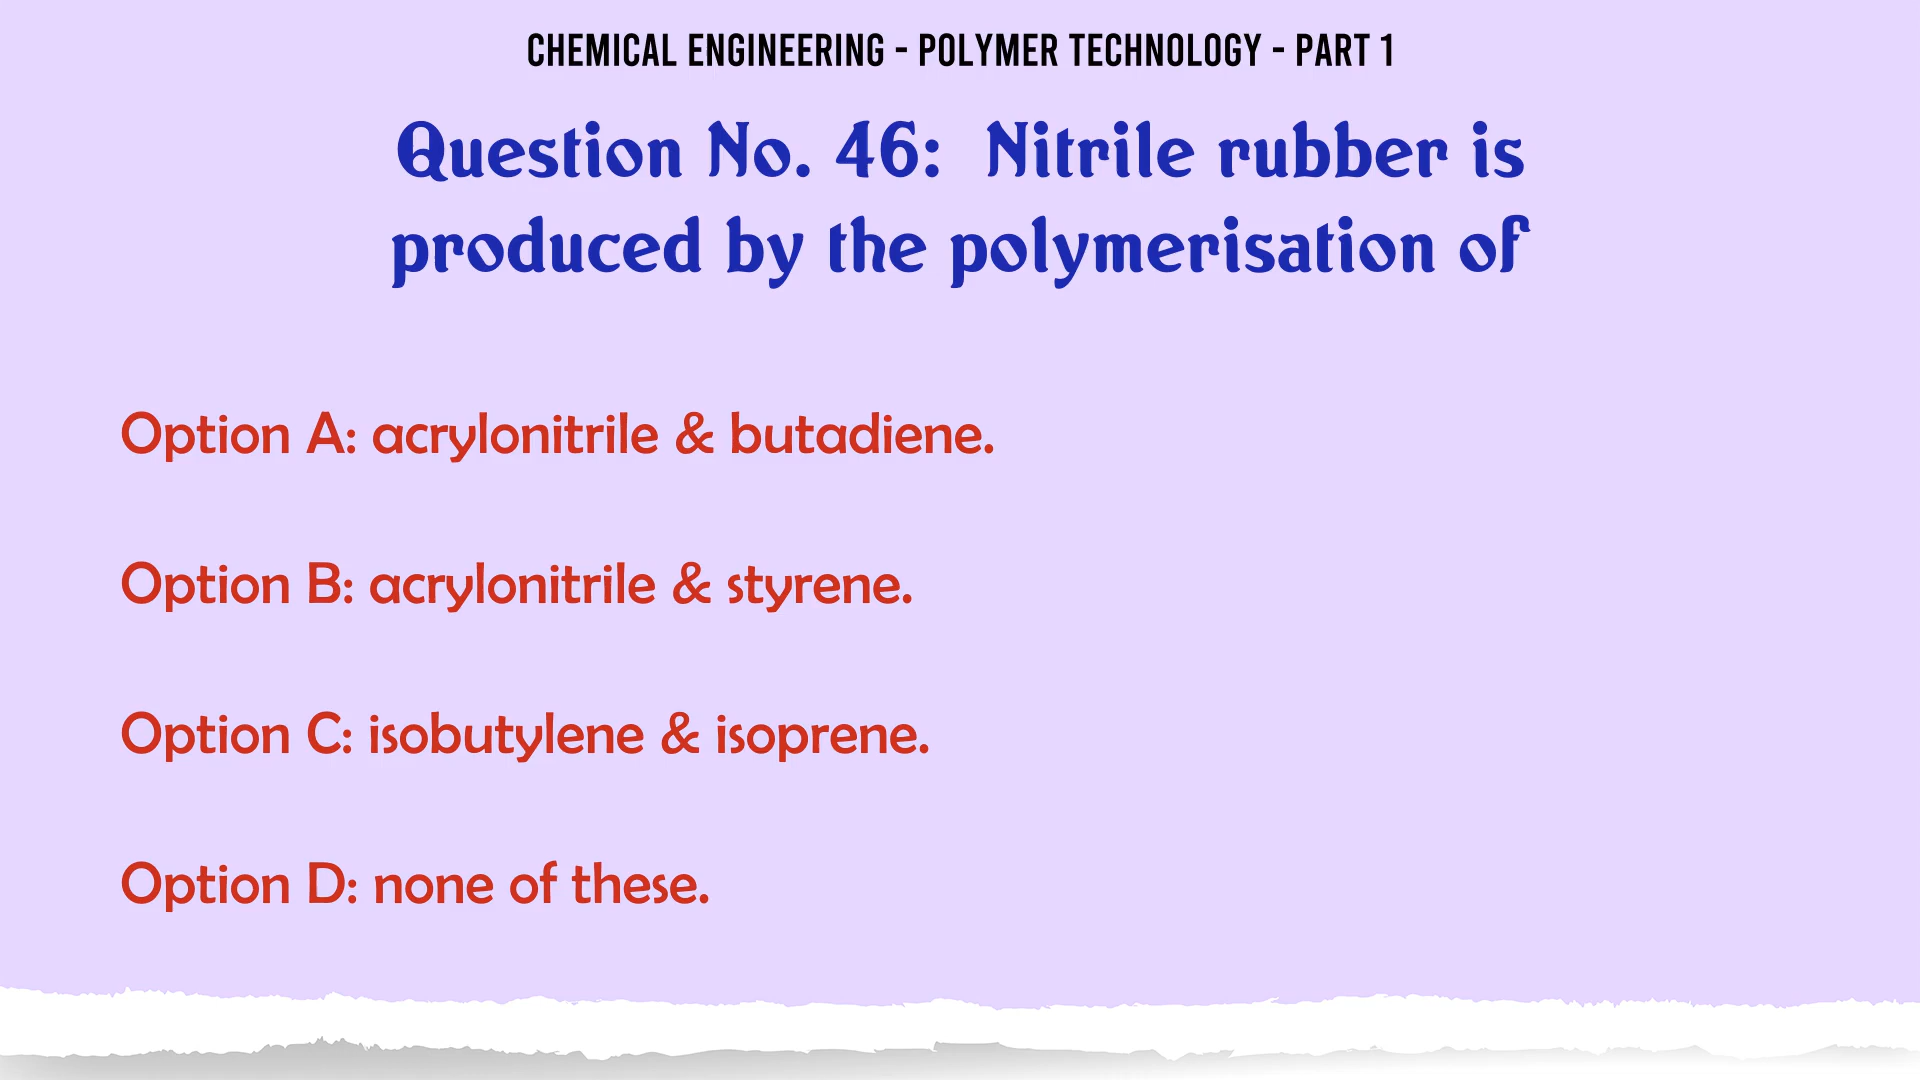 CHEMICAL ENGINEERING - POLYMER TECHNOLOGY - PART 1
Question No. 46: Nitrile rubber is
produced by the polymerisation of
Option A: acrylonitrile & butadiene.
Option B: acrylonitrile & styrene.
Option C: isobutylene & isoprene.
Option D: none of these.